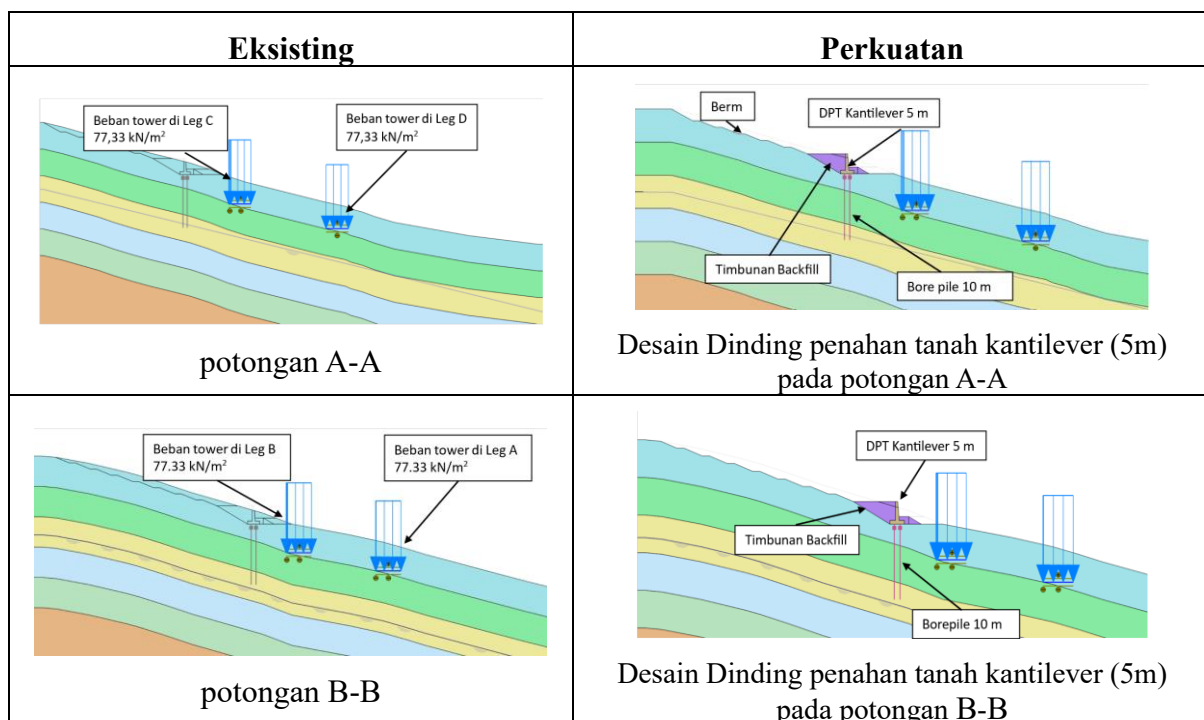 Eksisting
Perkuatan
Beban tower di Leg C
77,33 kN/m²
Beban tower di Leg D
77,33 kN/m²
potongan A-A
Berm
DPT Kantilever 5 m
Timbunan Backfill
Bore pile 10 m
Desain Dinding penahan tanah kantilever (5m)
pada potongan A-A
Beban tower di Leg B
77.33 kN/m²
Beban tower di Leg A
77.33 kN/m²
potongan B-B
DPT Kantilever 5 m
Timbunan Backfill
Borepile 10 m
Desain Dinding penahan tanah kantilever (5m)
pada potongan B-B